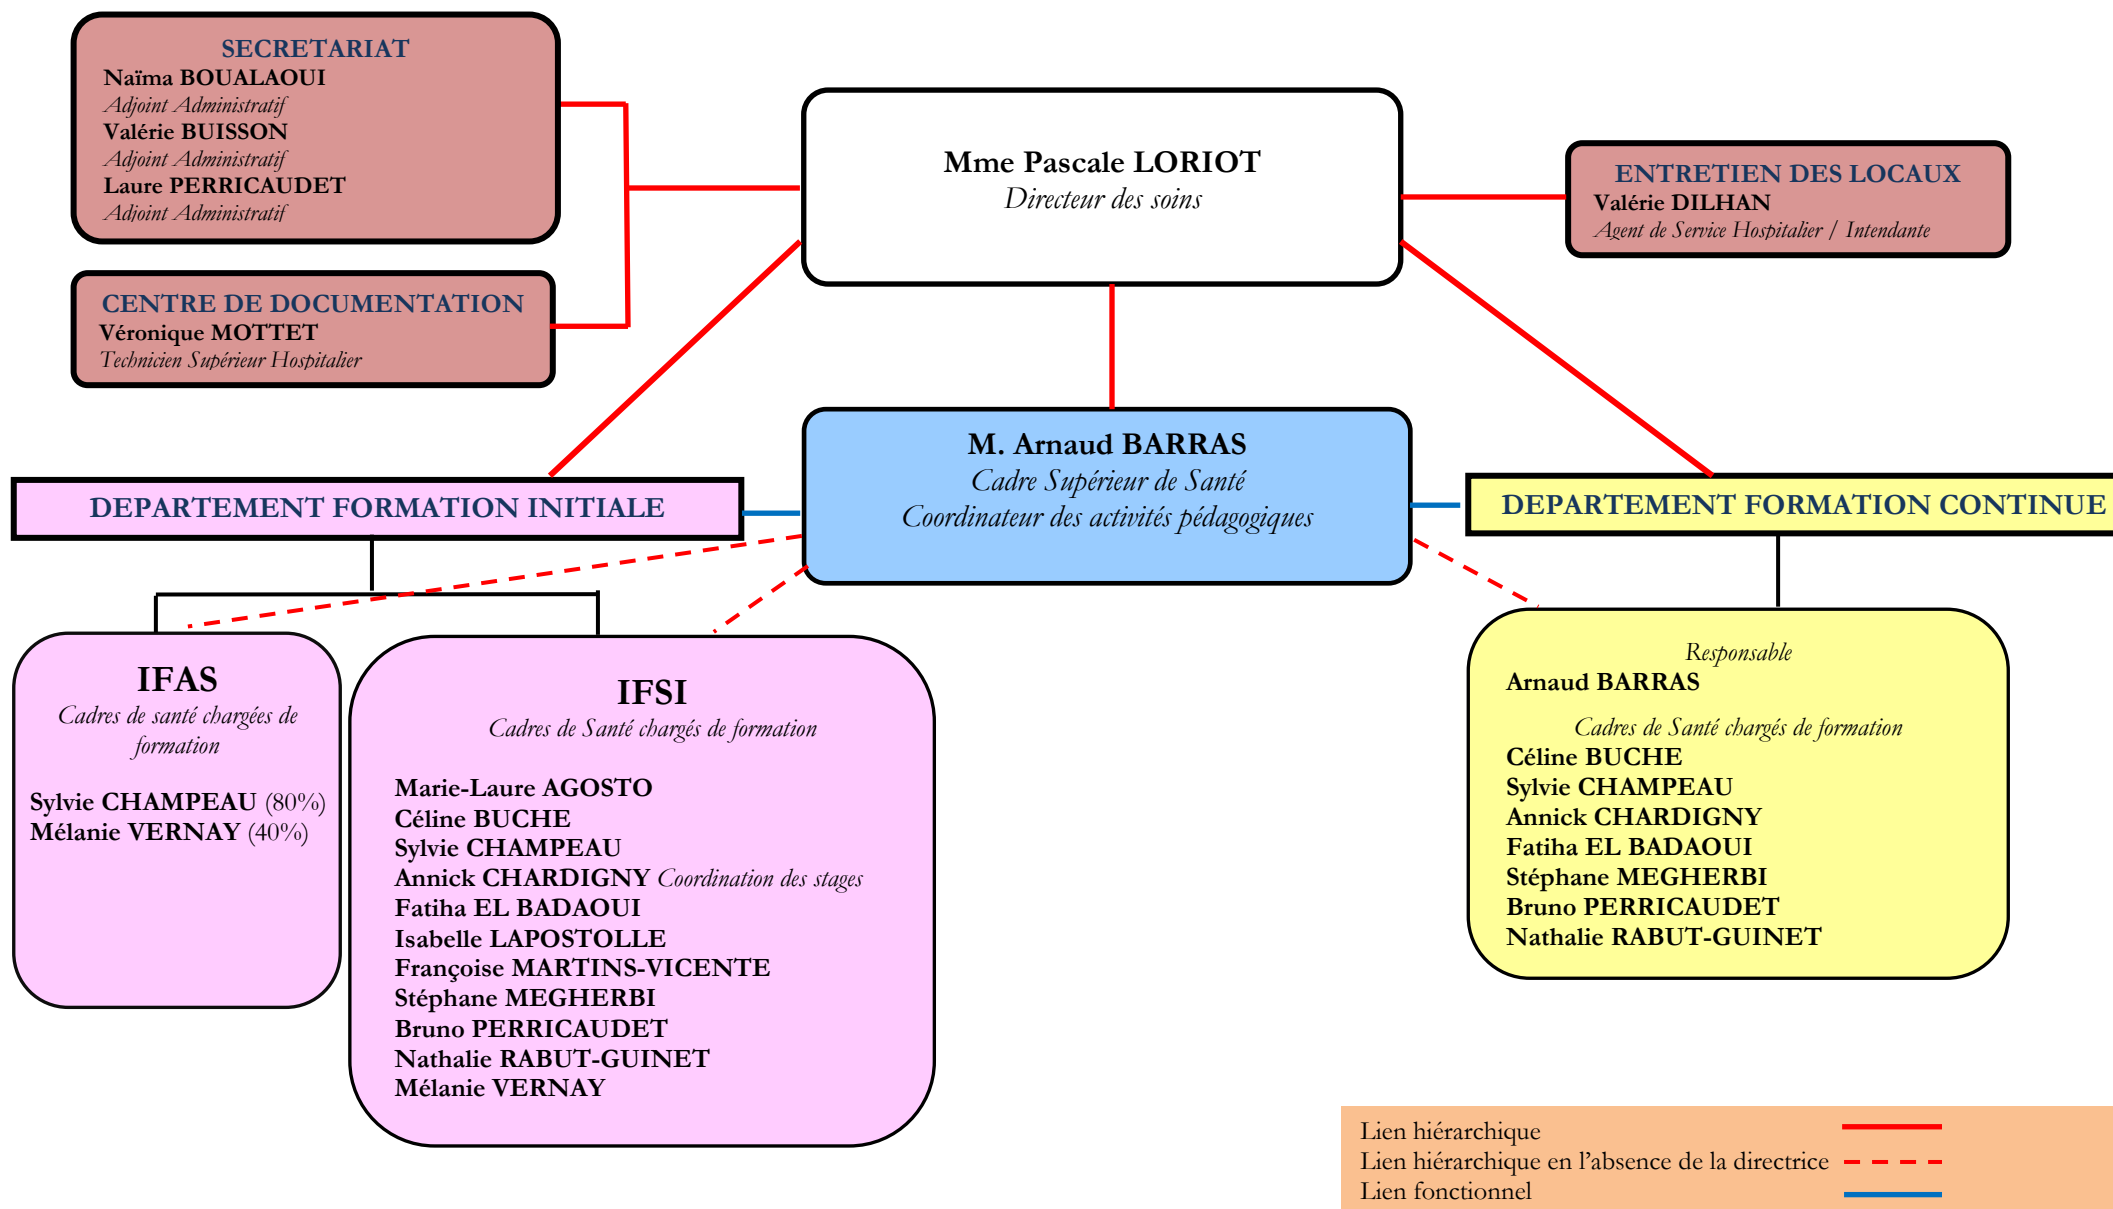 SECRETARIAT
Naïma BOUALAOUI
Adjoint Administratif
Valérie BUISSON
Adjoint Administratif
Laure PERRICAUDET
Adjoint Administratif
CENTRE DE DOCUMENTATION
Véronique MOTTET
Technicien Supérieur Hospitalier
Mme Pascale LORIOT
Directeur des soins
ENTRETIEN DES LOCAUX
Valérie DILHAN
Agent de Service Hospitalier / Intendante
M. Arnaud BARRAS
Cadre Supérieur de Santé
Coordinateur des activités pédagogiques
DEPARTEMENT FORMATION INITIALE
DEPARTEMENT FORMATION CONTINUE
IFAS
Cadres de santé chargées de
formation
Sylvie CHAMPEAU (80%)
Mélanie VERNAY (40%)
IFSI
Cadres de Santé chargés de formation
Marie-Laure AGOSTO
Céline BUCHE
Sylvie CHAMPEAU
Annick CHARDIGNY Coordination des stages
Fatiha EL BADAOUI
Isabelle LAPOSTOLLE
Françoise MARTINS-VICENTE
Stéphane MEGHERBI
Bruno PERRICAUDET
Nathalie RABUT-GUINET
Mélanie VERNAY
Responsable
Arnaud BARRAS
Cadres de Santé chargés de formation
Céline BUCHE
Sylvie CHAMPEAU
Annick CHARDIGNY
Fatiha EL BADAOUI
Stéphane MEGHERBI
Bruno PERRICAUDET
Nathalie RABUT-GUINET
Lien hiérarchique
Lien hiérarchique en l'absence de la directrice
Lien fonctionnel